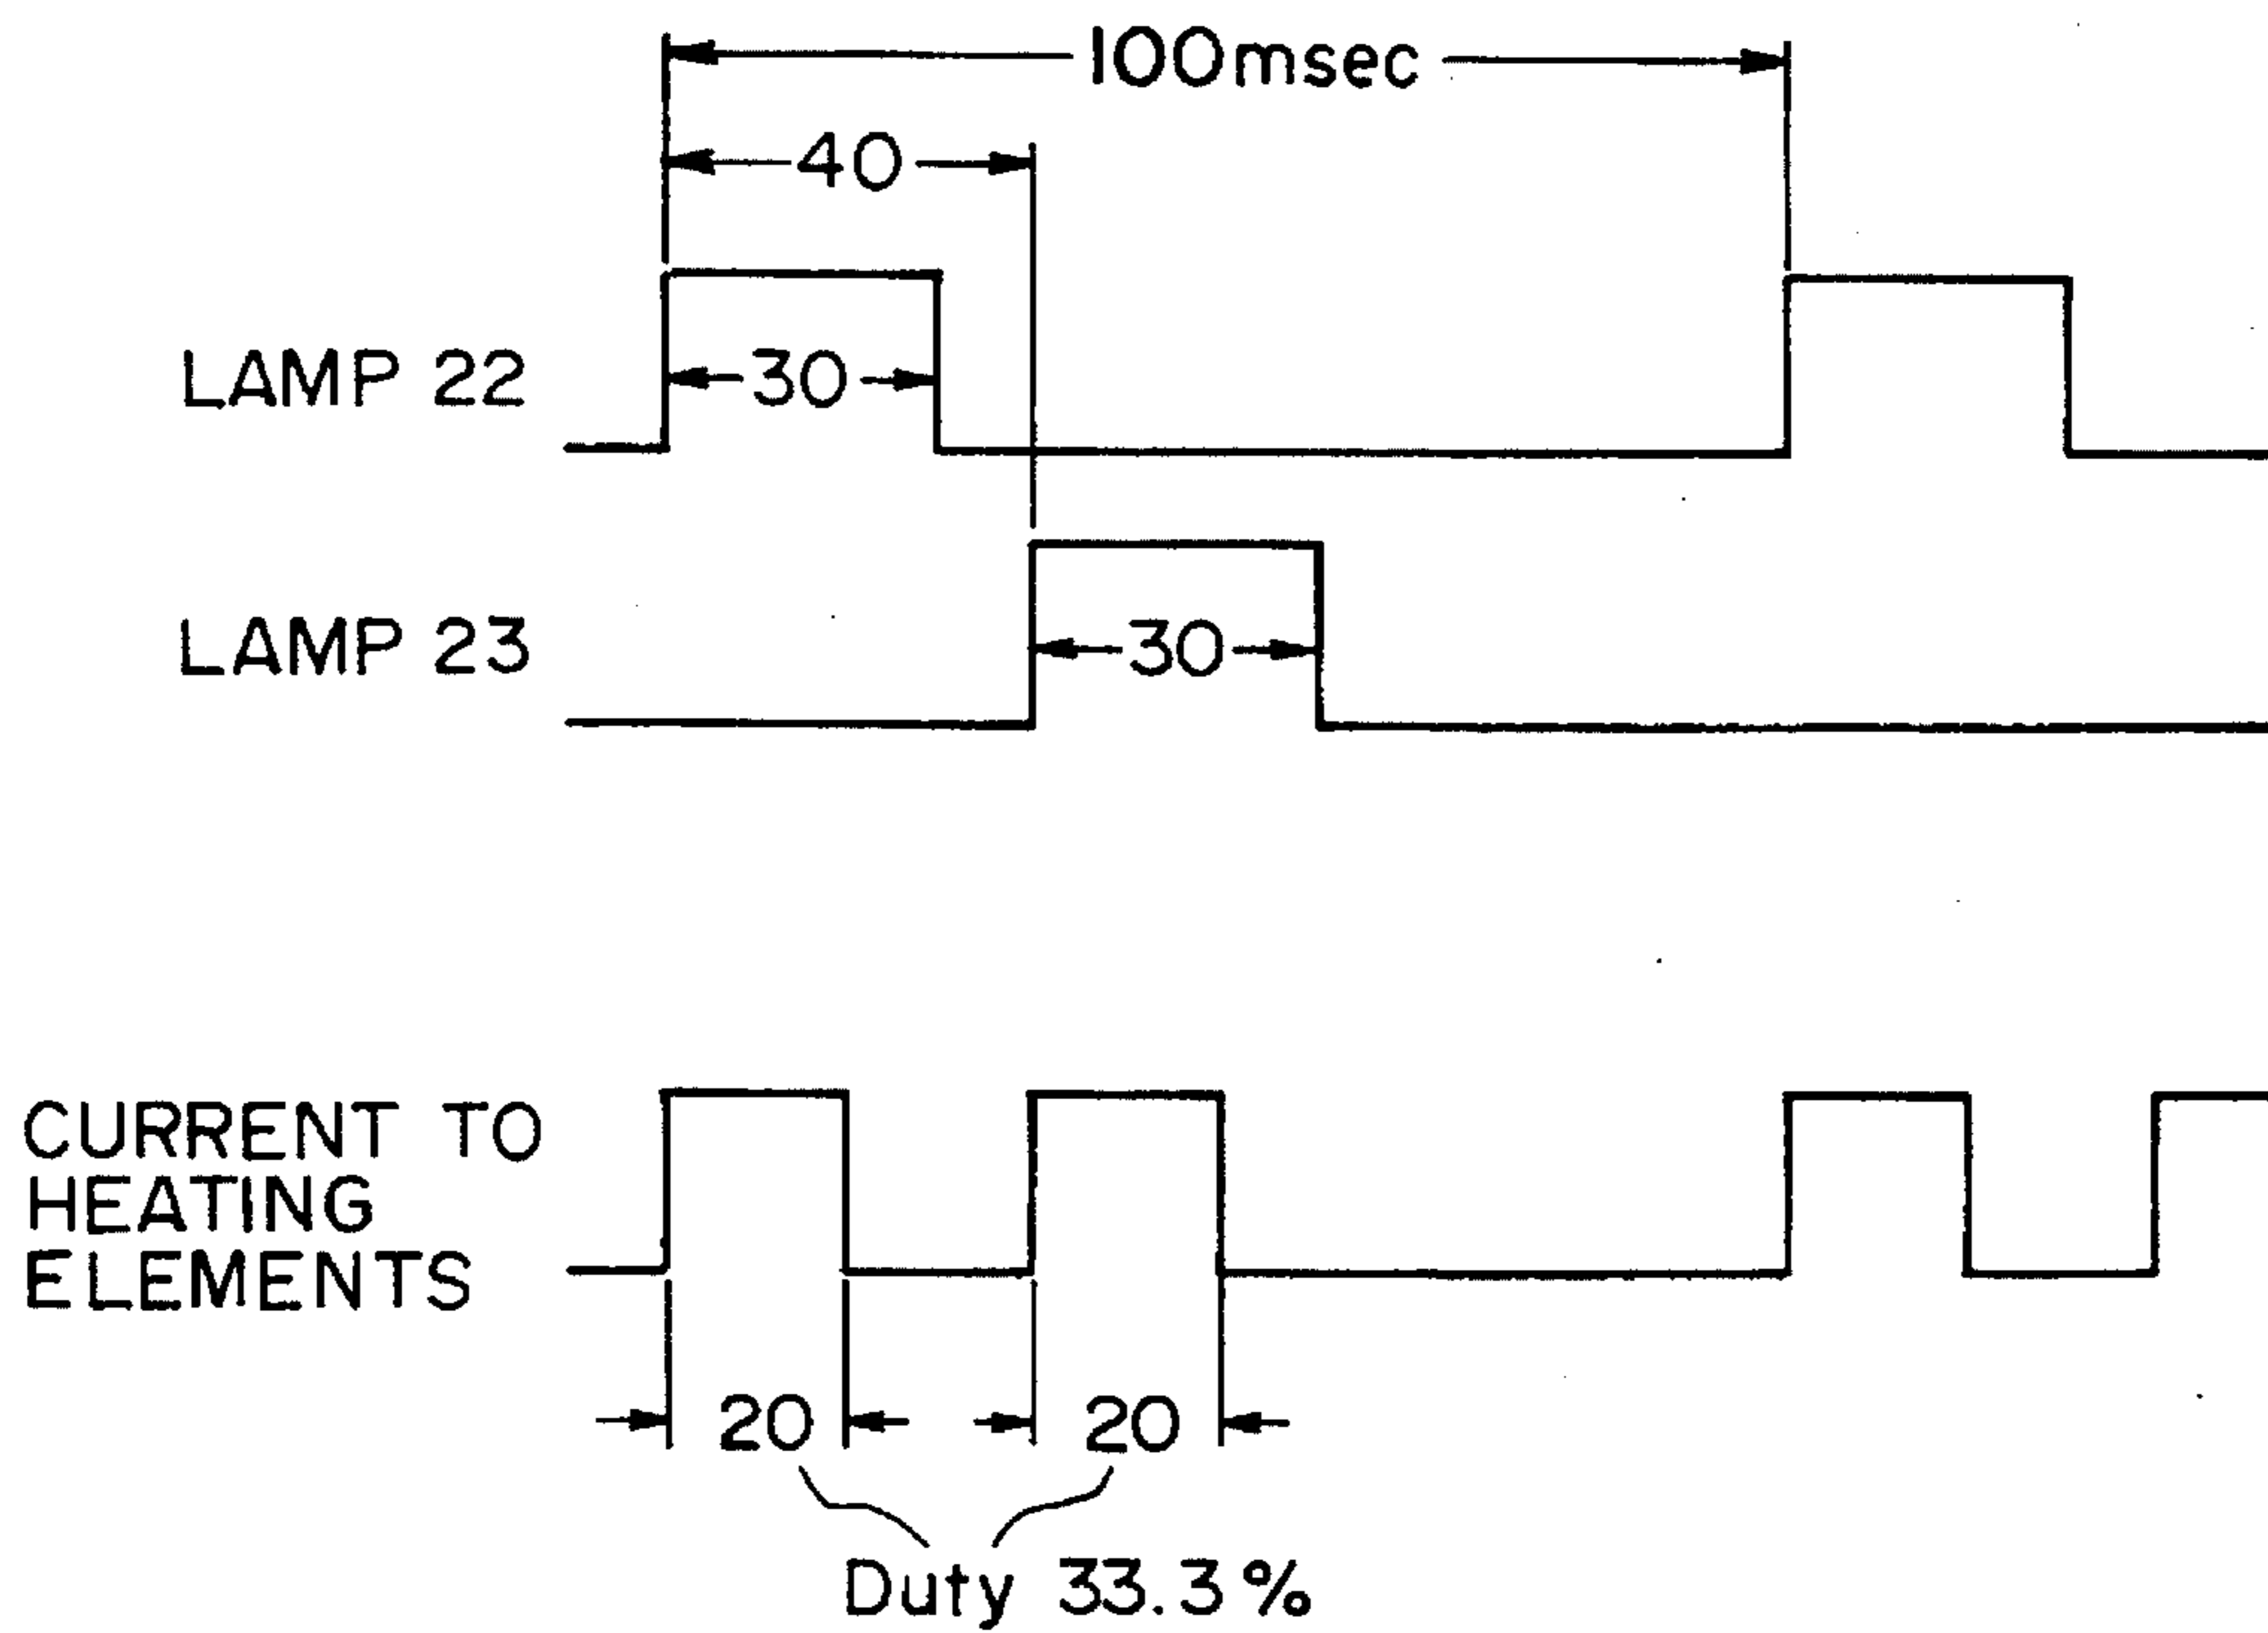 100msec
40
LAMP 22
30
LAMP 23
30
CURRENT TO
HEATING
ELEMENTS
20 20
Duty 33.3%